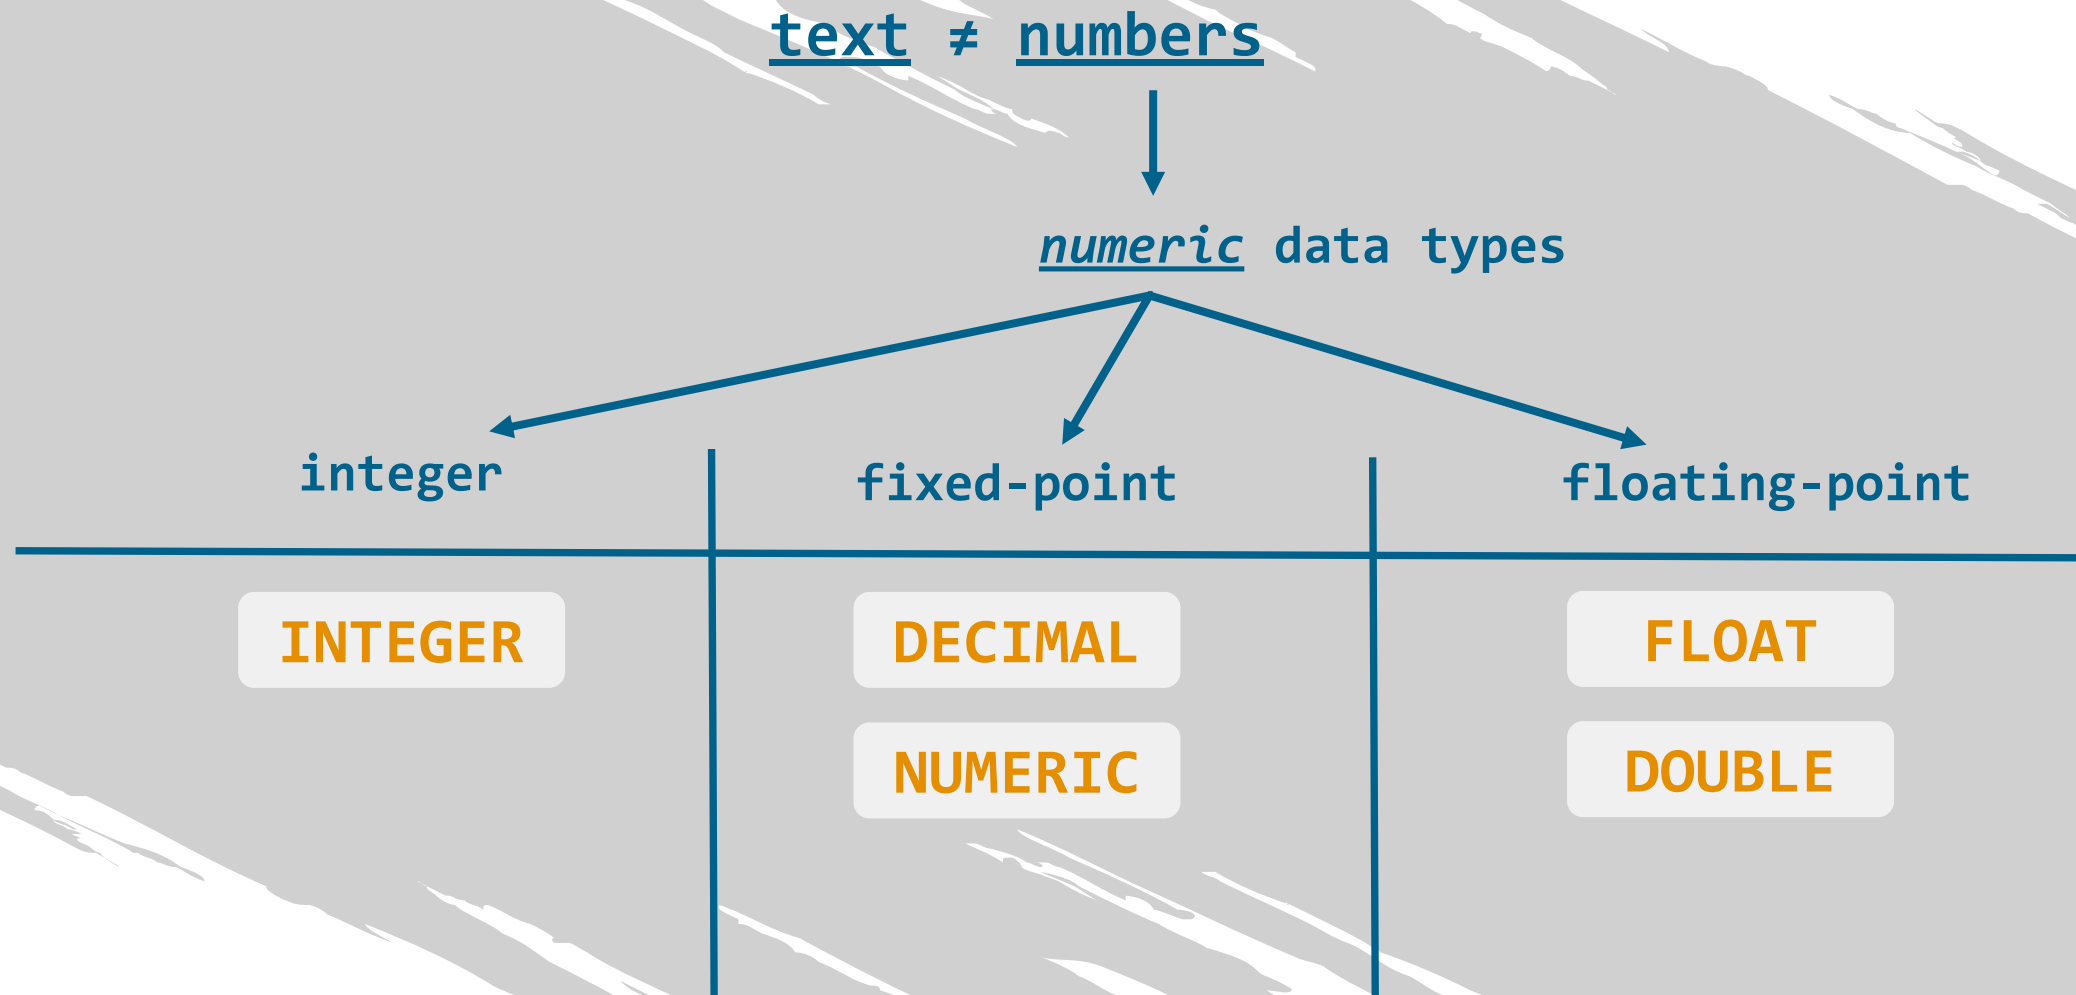 text ≠ numbers
numeric data types
integer
fixed-point
floating-point
INTEGER
DECIMAL
FLOAT
NUMERIC
DOUBLE